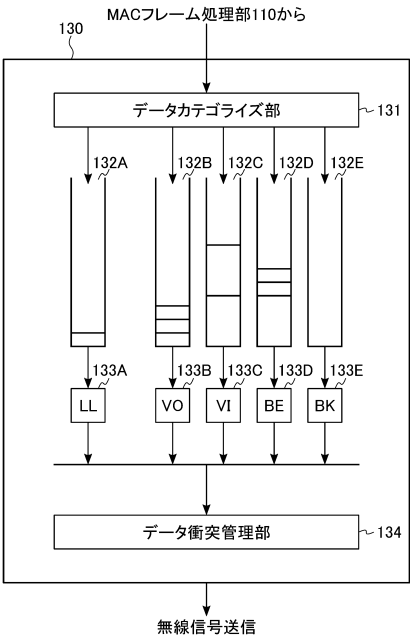 MACフレーム処理部110から
130
データカテゴライズ部
131
132A 132B 132C 132D 132E
133A 133B 133C 133D 133E
LL VO VI BE BK
データ衝突管理部
134
無線信号送信